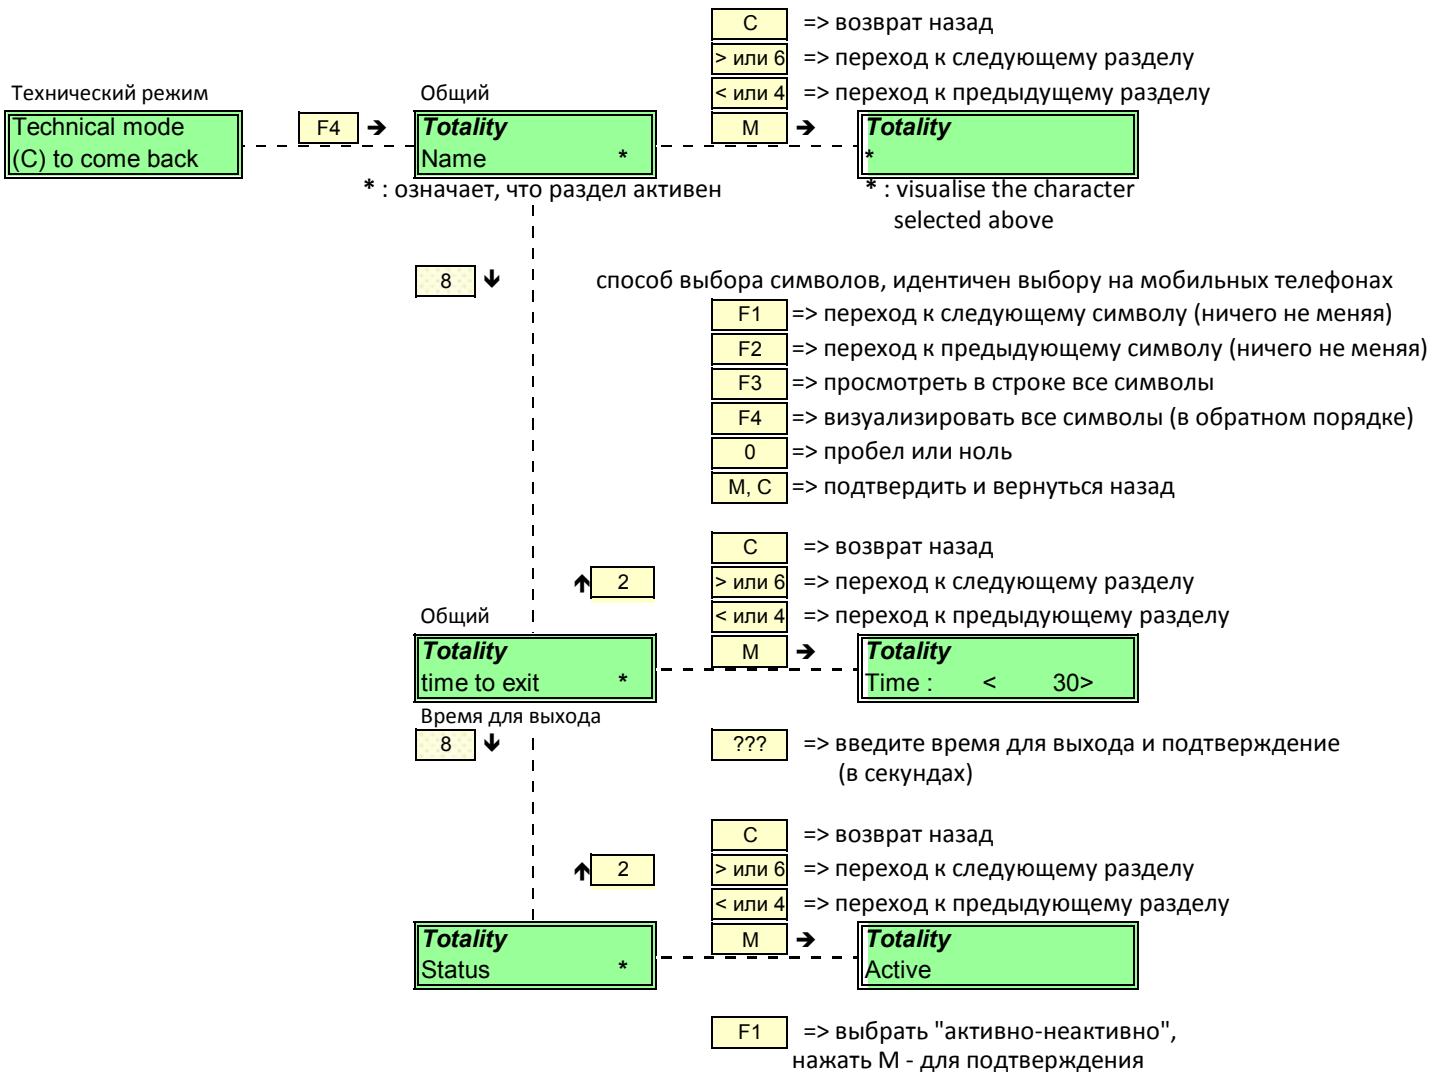 C => возврат назад
> или 6 => переход к следующему разделу
Технический режим Общий < или 4 => переход к предыдущему разделу
Technical mode F4 → Totality M → Totality
(C) to come back Name * *
* : означает, что раздел активен * : visualise the character
selected above
8 ↓ способ выбора символов, идентичен выбору на мобильных телефонах
F1 => переход к следующему символу (ничего не меняя)
F2 => переход к предыдующему символу (ничего не меняя)
F3 => просмотреть в строке все символы
F4 => визуализировать все символы (в обратном порядке)
0 => пробел или ноль
M, C => подтвердить и вернуться назад
C => возврат назад
↑ 2 > или 6 => переход к следующему разделу
Общий < или 4 => переход к предыдующему разделу
Totality M → Totality
time to exit * Time : < 30>
Время для выхода
8 ↓ ??? => введите время для выхода и подтверждение
(в секундах)
C => возврат назад
↑ 2 > или 6 => переход к следующему разделу
< или 4 => переход к предыдующему разделу
Totality M → Totality
Status * Active
F1 => выбрать "активно-неактивно",
нажать М - для подтверждения